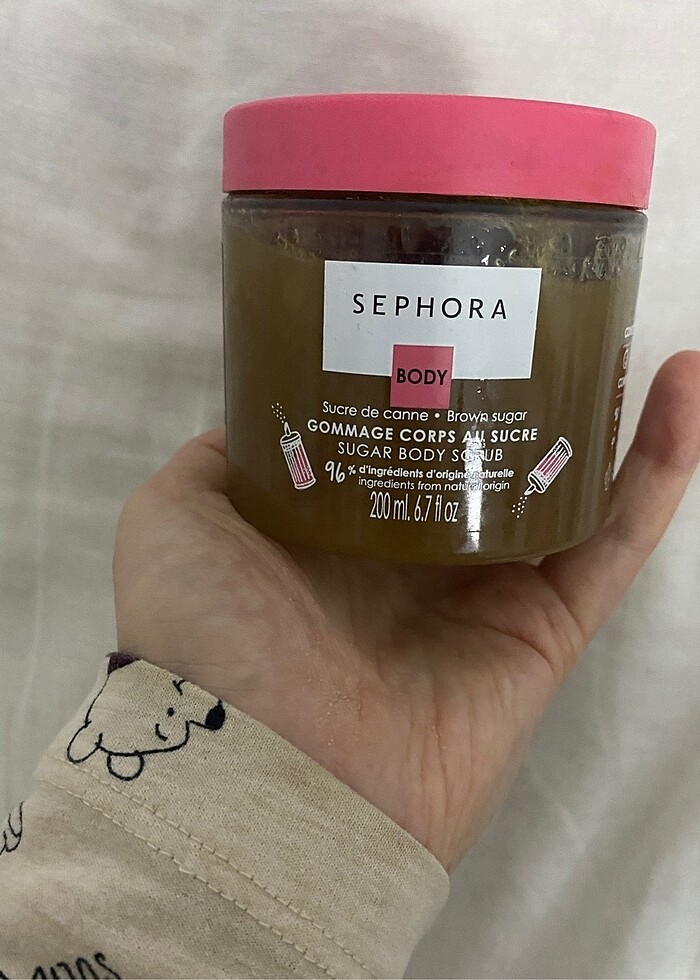 SEPHORA
BODY
Sucre de canne • Brown sugar
GOMMAGE CORPS AU SUCRE
SUGAR BODY SCRUB
96% d'ingrédients d'origine naturelle
ingredients from natural origin
200 ml. 6.7 fl oz